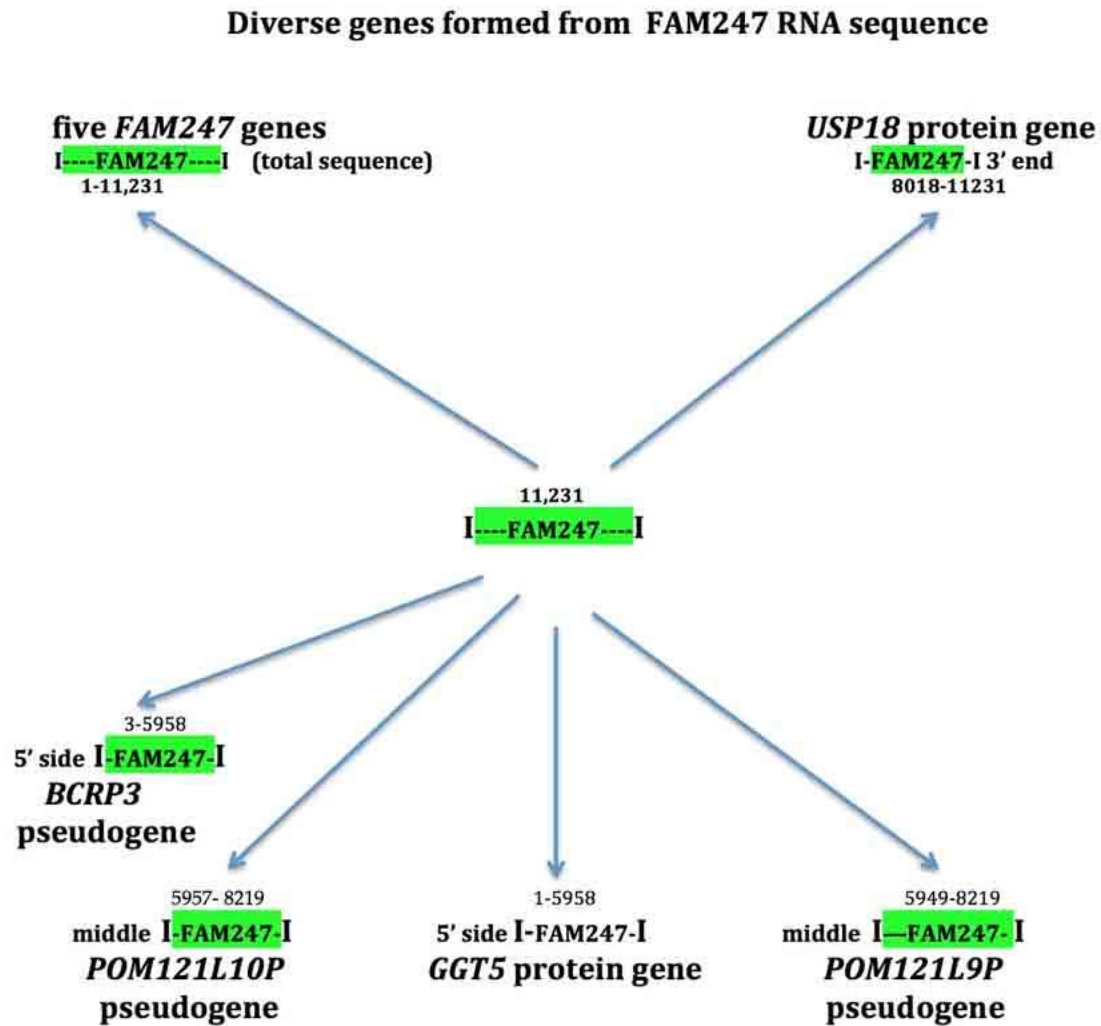 Diverse genes formed from FAM247 RNA sequence
five FAM247 genes
I----FAM247----I (total sequence)
1-11,231
USP18 protein gene
I-FAM247-I 3' end
8018-11231
11,231
I----FAM247----I
3-5958
5' side I-FAM247-I
BCRP3
pseudogene
5957- 8219
middle I-FAM247-I
POM121L10P
pseudogene
1-5958
5' side I-FAM247-I
GGT5 protein gene
5949-8219
middle I—FAM247- I
POM121L9P
pseudogene